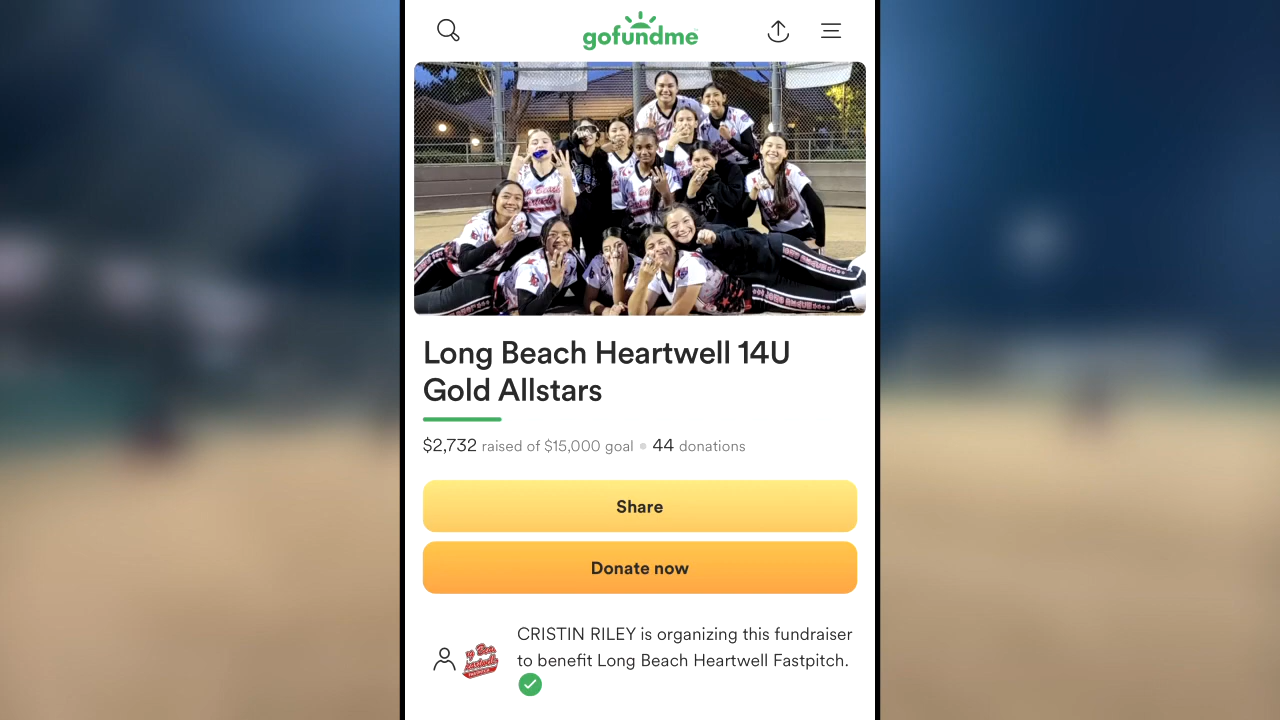 gofundme
Long Beach Heartwell 14U
Gold Allstars
$2,732 raised of $15,000 goal 44 donations
Share
Donate now
CRISTIN RILEY is organizing this fundraiser
to benefit Long Beach Heartwell Fastpitch.